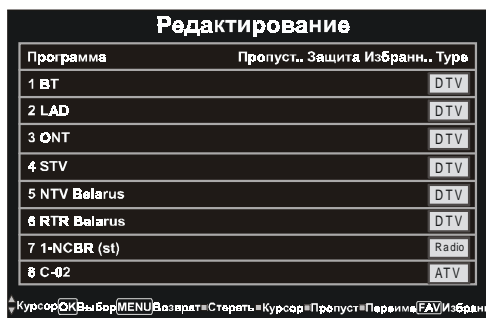 Редактирование
Программа Пропуст.. Защита Избранн.. Type
1 BT DTV
2 LAD DTV
3 ONT DTV
4 STV DTV
5 NTV Belarus DTV
6 RTR Belarus DTV
7 1-NCBR (st) Radio
8 C-02 ATV
Курсор OK Выбор MENU Возврат Стереть Курсор Пропуст Переиме FAV Избран